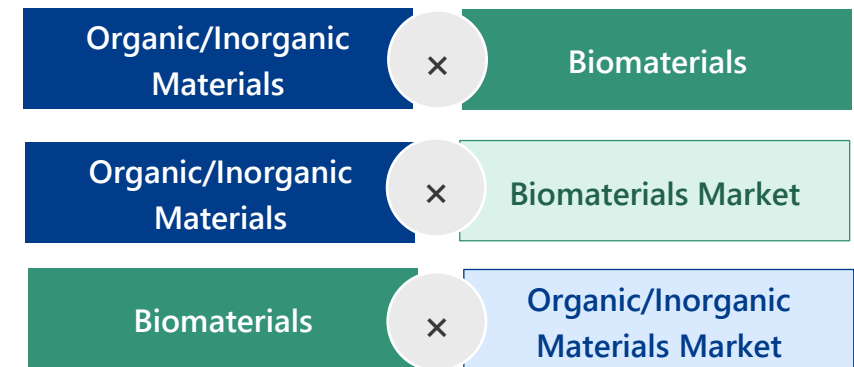 Organic/Inorganic
Materials
×
Biomaterials
Organic/Inorganic
Materials
×
Biomaterials Market
Biomaterials
×
Organic/Inorganic
Materials Market